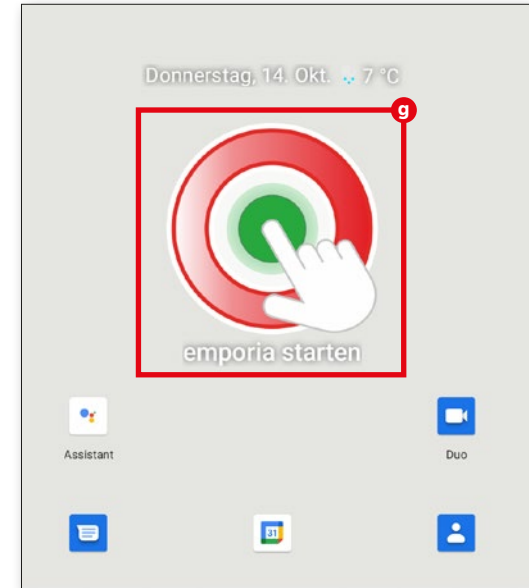 Donnerstag, 14. Okt. 7 °C
g
emporia starten
Assistant
Duo
31